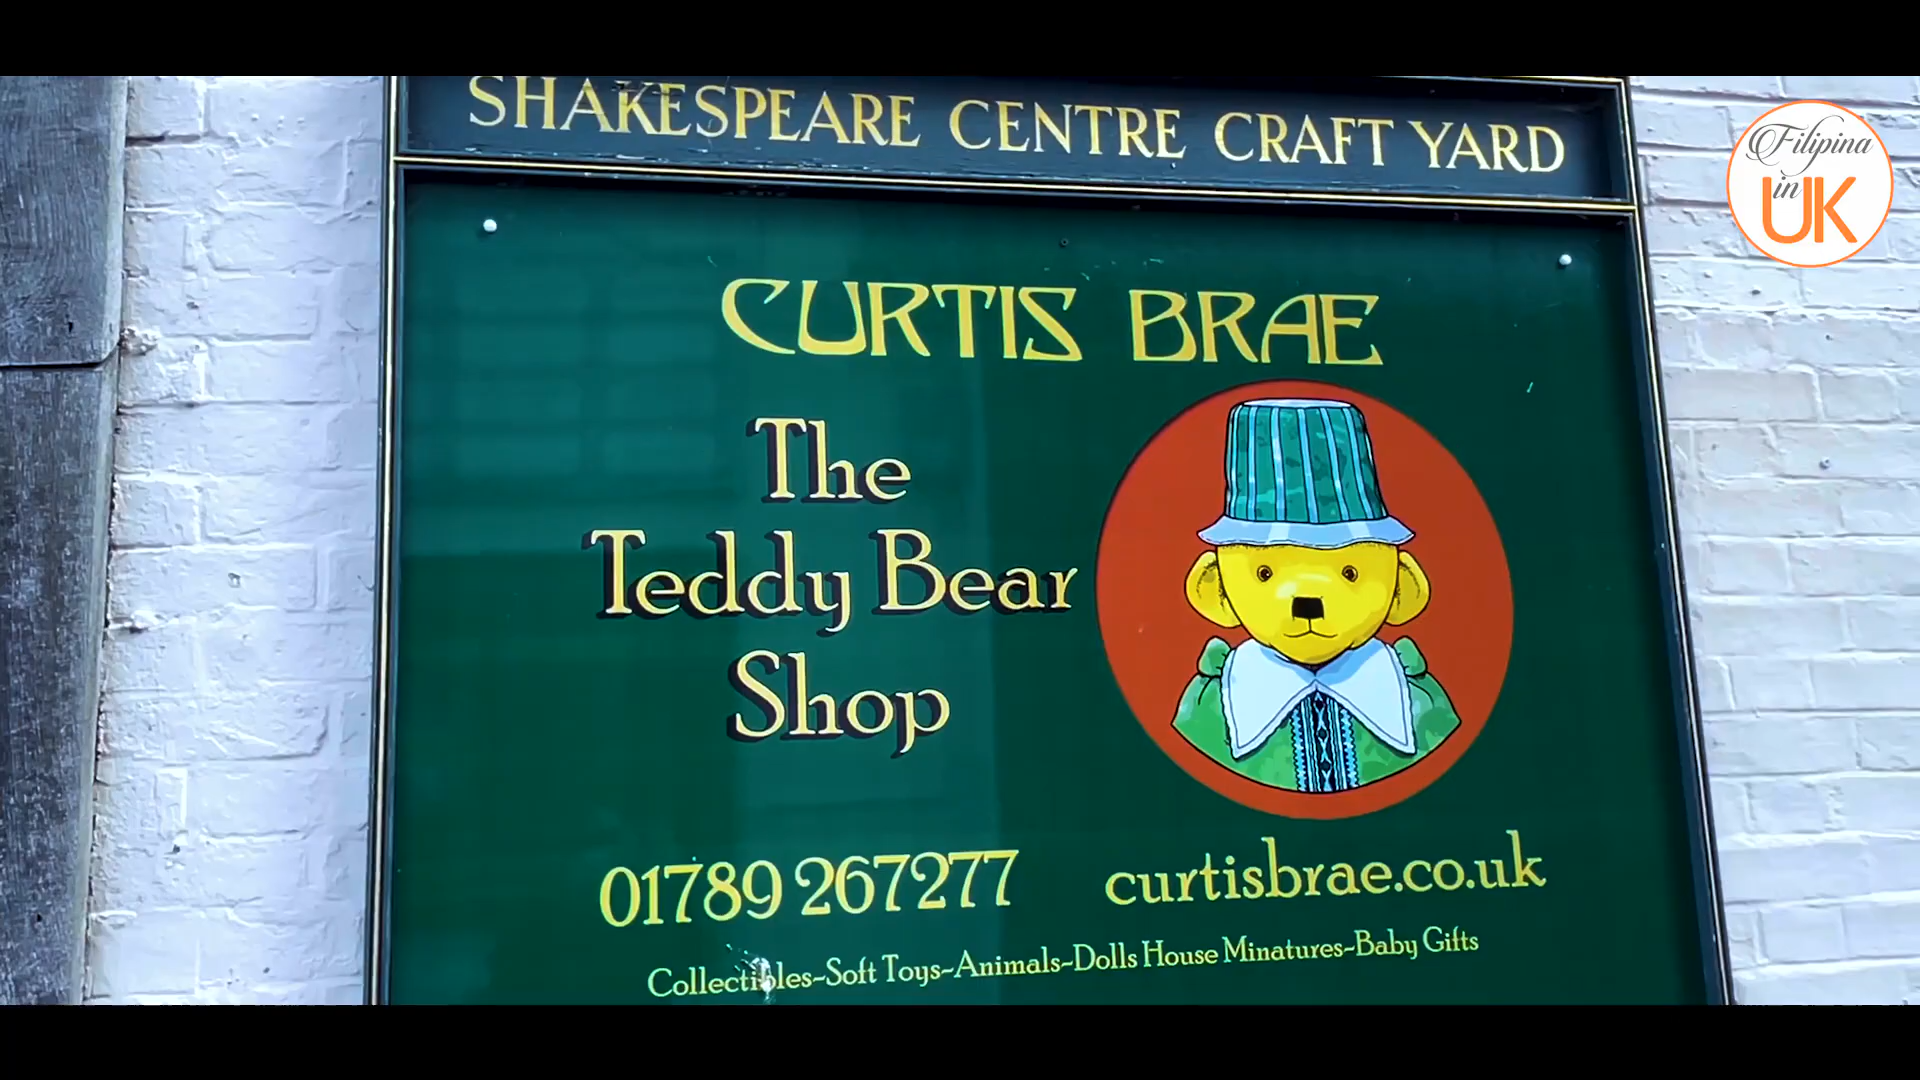 SHAKESPEARE CENTRE CRAFT YARD
Filipina
in
UK
CURTIS BRAE
The
Teddy Bear
Shop
01789 267277
curtisbrae.co.uk
Collectibles~Soft Toys~Animals~Dolls House Minatures~Baby Gifts